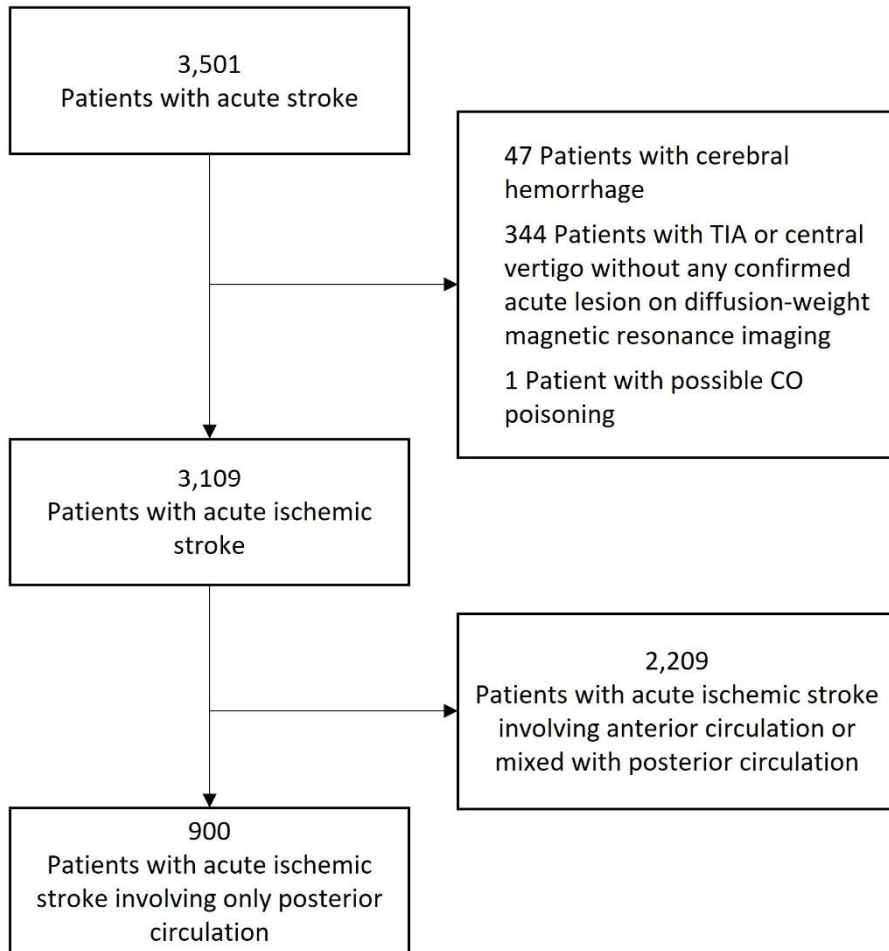 3,501
Patients with acute stroke
47 Patients with cerebral
hemorrhage
344 Patients with TIA or central
vertigo without any confirmed
acute lesion on diffusion-weight
magnetic resonance imaging
1 Patient with possible CO
poisoning
3,109
Patients with acute ischemic
stroke
2,209
Patients with acute ischemic stroke
involving anterior circulation or
mixed with posterior circulation
900
Patients with acute ischemic
stroke involving only posterior
circulation